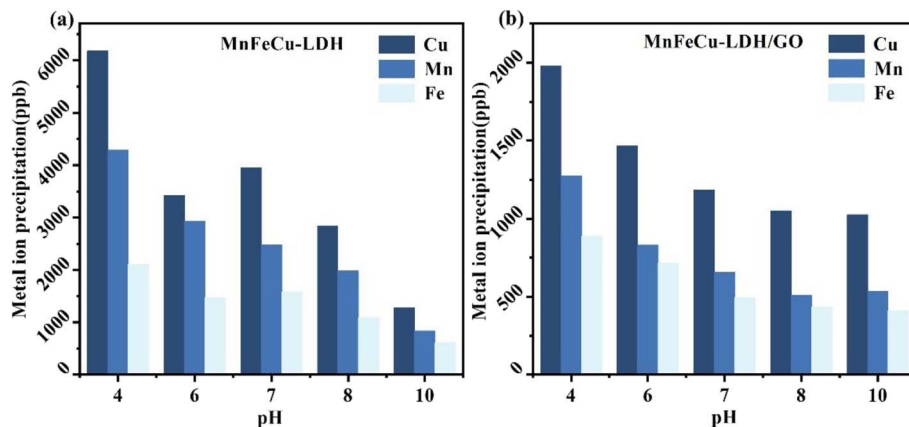 (a)
MnFeCu-LDH
Cu
Mn
Fe
Metal ion precipitation(ppb)
6000
5000
4000
3000
2000
1000
0
4 6 7 8 10
pH
(b)
MnFeCu-LDH/GO
Cu
Mn
Fe
Metal ion precipitation(ppb)
2000
1500
1000
500
0
4 6 7 8 10
pH